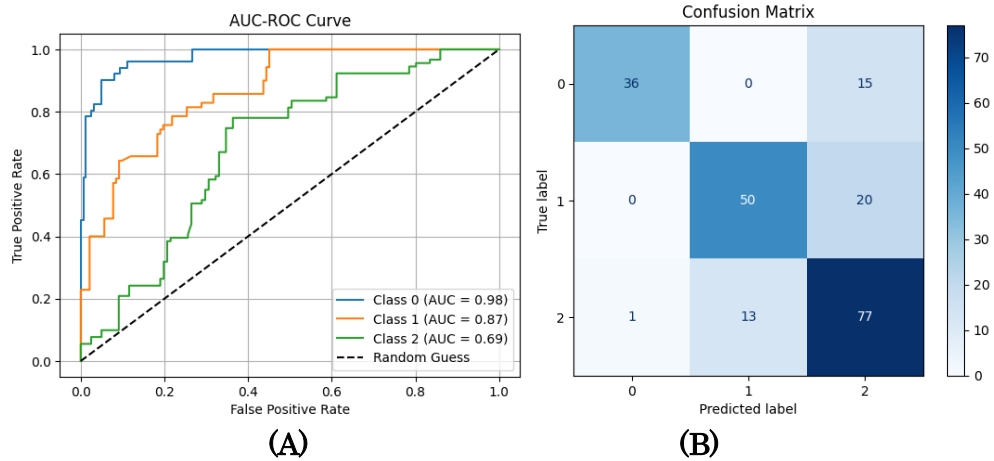 AUC-ROC Curve
True Positive Rate
1.0
0.8
0.6
0.4
0.2
0.0
Class 0 (AUC = 0.98)
Class 1 (AUC = 0.87)
Class 2 (AUC = 0.69)
Random Guess
0.0 0.2 0.4 0.6 0.8 1.0
False Positive Rate
(A)
Confusion Matrix
True label
0 36 0 15
1 0 50 20
2 1 13 77
0 1 2
Predicted label
70
60
50
40
30
20
10
0
(B)